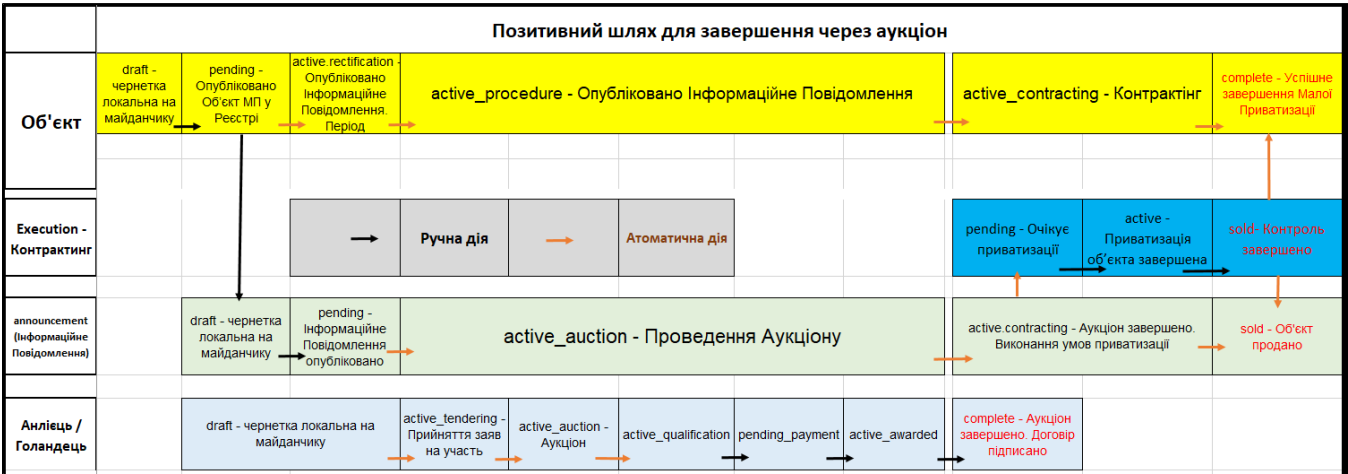 Позитивний шлях для завершення через аукціон
Об'єкт
draft -
чернетка
локальна на
майданчику
pending -
Опубліковано
Об'єкт МП у
Реєстрі
active.rectification -
Опубліковано
Інформаційне
Повідомлення.
Період
active_procedure - Опубліковано Інформаційне Повідомлення
active_contracting - Контрактінг
complete - Успішне
завершення Малої
Приватизації
Execution -
Контрактинг
Ручна дія
Атоматична дія
pending - Очікує
приватизації
active -
Приватизація
об’єкта завершена
sold- Контроль
завершено
announcement
(Інформаційне
Повідомлення)
draft - чернетка
локальна на
майданчику
pending -
Інформаційне
Повідомлення
опубліковано
active_auction - Проведення Аукціону
active.contracting - Аукціон завершено.
Виконання умов приватизації
sold - Об'єкт
продано
Анлієць /
Голандець
draft - чернетка локальна на
майданчику
active_tendering -
Прийняття заяв
на участь
active_auction -
Аукціон
active_qualification
pending_payment
active_awarded
complete - Аукціон
завершено. Договір
підписано